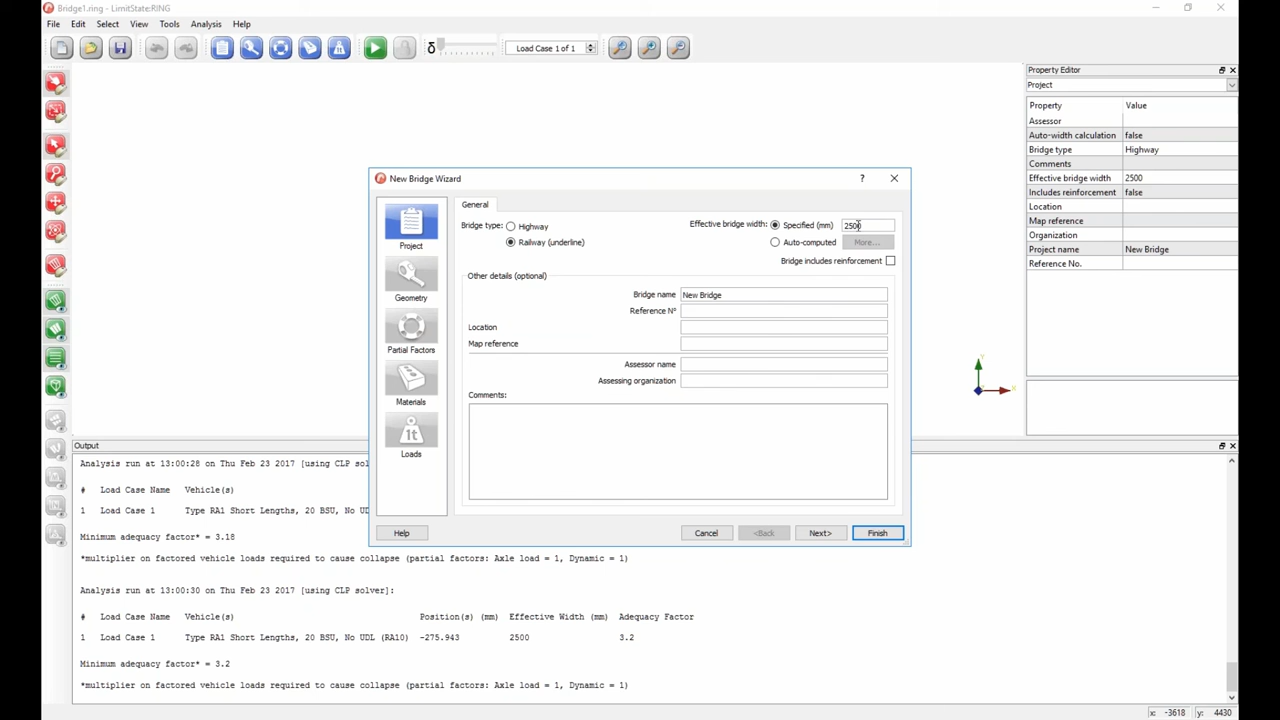 Bridge1.ring - LimitState:RING
File Edit Select View Tools Analysis Help
δ Load Case 1 of 1
Property Editor
Project
Property Value
Assessor
Auto-width calculation false
Bridge type Highway
Comments
Effective bridge width 2500
Includes reinforcement false
Location
Map reference
Organization
Project name New Bridge
Reference No.
New Bridge Wizard ?
Project
Geometry
Partial Factors
Materials
1t
Loads
General
Bridge type: Highway
Railway (underline)
Effective bridge width: Specified (mm) 2500
Auto-computed More...
Bridge includes reinforcement
Other details (optional)
Bridge name New Bridge
Reference N°
Location
Map reference
Assessor name
Assessing organization
Comments:
Help Cancel <Back Next> Finish
Y
X
Output
Analysis run at 13:00:28 on Thu Feb 23 2017 [using CLP sol
# Load Case Name Vehicle(s)
1 Load Case 1 Type RA1 Short Lengths, 20 BSU, No UD
Minimum adequacy factor* = 3.18
*multiplier on factored vehicle loads required to cause collapse (partial factors: Axle load = 1, Dynamic = 1)
Analysis run at 13:00:30 on Thu Feb 23 2017 [using CLP solver]:
# Load Case Name Vehicle(s) Position(s) (mm) Effective Width (mm) Adequacy Factor
1 Load Case 1 Type RA1 Short Lengths, 20 BSU, No UDL (RA10) -275.943 2500 3.2
Minimum adequacy factor* = 3.2
*multiplier on factored vehicle loads required to cause collapse (partial factors: Axle load = 1, Dynamic = 1)
x: -3618 y: 4430